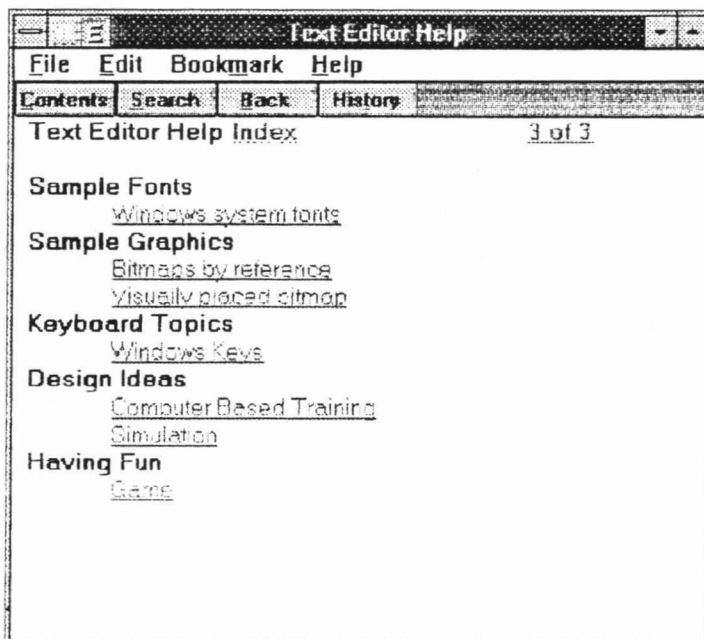 Text Editor Help
File Edit Bookmark Help
Contents Search Back History
Text Editor Help Index 3 of 3
Sample Fonts
Windows system fonts
Sample Graphics
Bitmaps by reference
Visually placed bitmap
Keyboard Topics
Windows Keys
Design Ideas
Computer Based Training
Simulation
Having Fun
Game